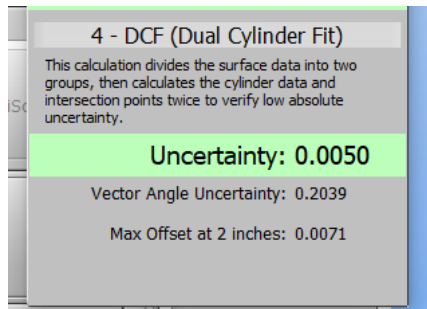 4 - DCF (Dual Cylinder Fit)
This calculation divides the surface data into two
groups, then calculates the cylinder data and
intersection points twice to verify low absolute
uncertainty.
Uncertainty: 0.0050
Vector Angle Uncertainty: 0.2039
Max Offset at 2 inches: 0.0071